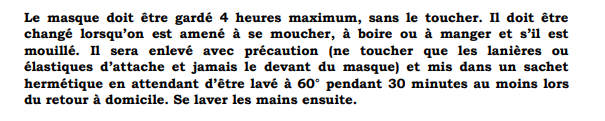 Le masque doit être gardé 4 heures maximum, sans le toucher. Il doit être
changé lorsqu'on est amené à se moucher, à boire ou à manger et s'il est
mouillé. Il sera enlevé avec précaution (ne toucher que les lanières ou
élastiques d'attache et jamais le devant du masque) et mis dans un sachet
hermétique en attendant d'être lavé à 60° pendant 30 minutes au moins lors
du retour à domicile. Se laver les mains ensuite.